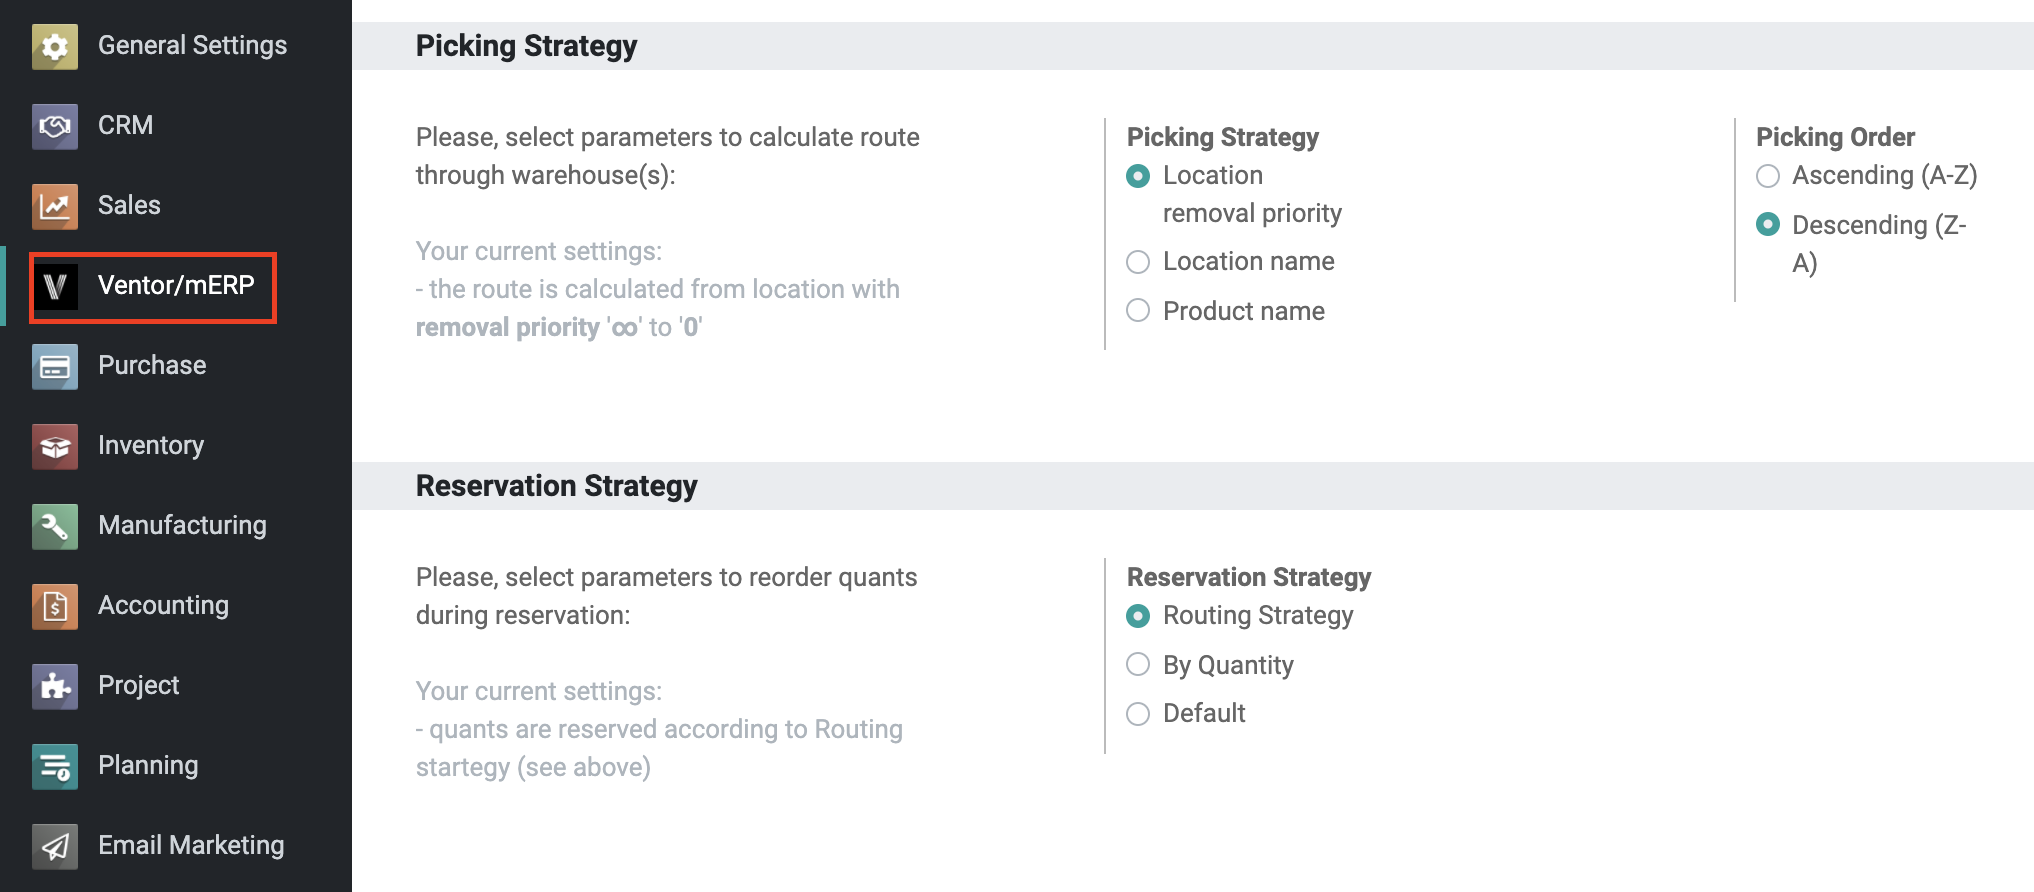 General Settings
CRM
Sales
Ventor/mERP
Purchase
Inventory
Manufacturing
Accounting
Project
Planning
Email Marketing
Picking Strategy
Please, select parameters to calculate route
through warehouse(s):
Your current settings:
- the route is calculated from location with
removal priority '∞' to '0'
Picking Strategy
Location
removal priority
Location name
Product name
Picking Order
Ascending (A-Z)
Descending (Z-
A)
Reservation Strategy
Please, select parameters to reorder quants
during reservation:
Your current settings:
- quants are reserved according to Routing
startegy (see above)
Reservation Strategy
Routing Strategy
By Quantity
Default